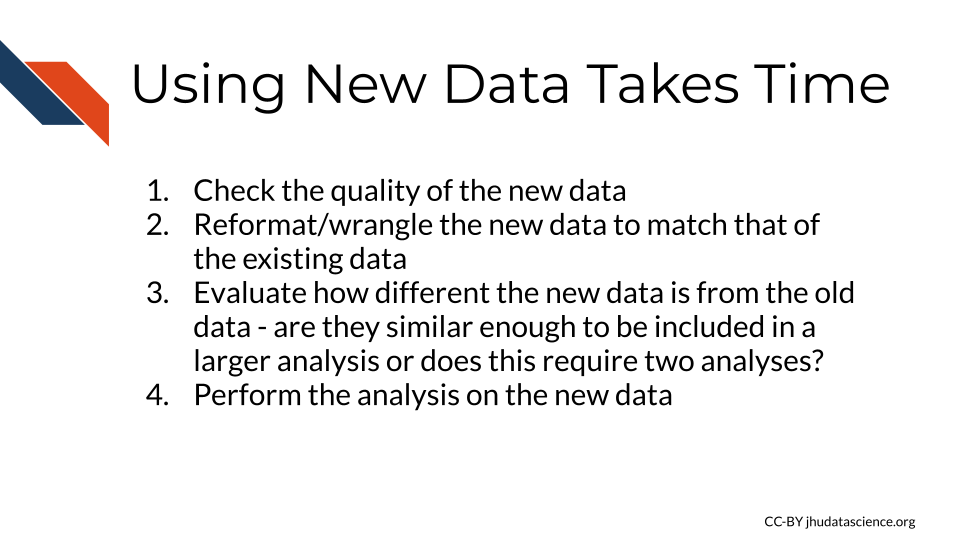 Using New Data Takes Time
1. Check the quality of the new data
2. Reformat/wrangle the new data to match that of
the existing data
3. Evaluate how different the new data is from the old
data - are they similar enough to be included in a
larger analysis or does this require two analyses?
4. Perform the analysis on the new data
CC-BY jhudatascience.org